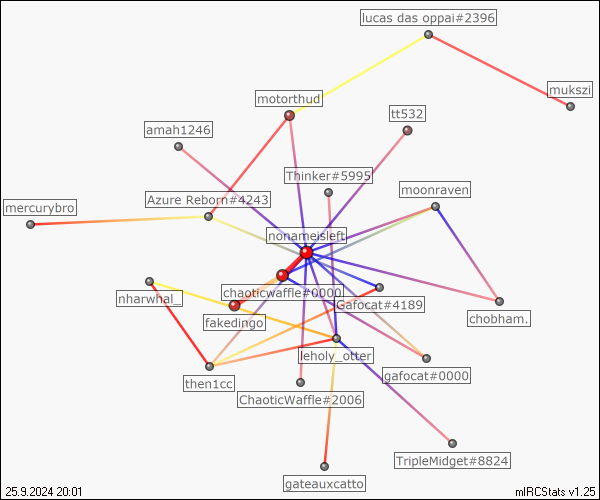 lucas das oppai#2396
mukszi
motorthud
tt532
amah1246
Thinker#5995
moonraven
Azure Reborn#4243
mercurybro
nonameisleft
chaoticwaffle#0000
nharwhal_
Gafocat#4189
chobham.
fakedingo
leholy_otter
then1cc
gafocat#0000
ChaoticWaffle#2006
TripleMidget#8824
gateauxcatto
25.9.2024 20:01
mIRCStats v1.25